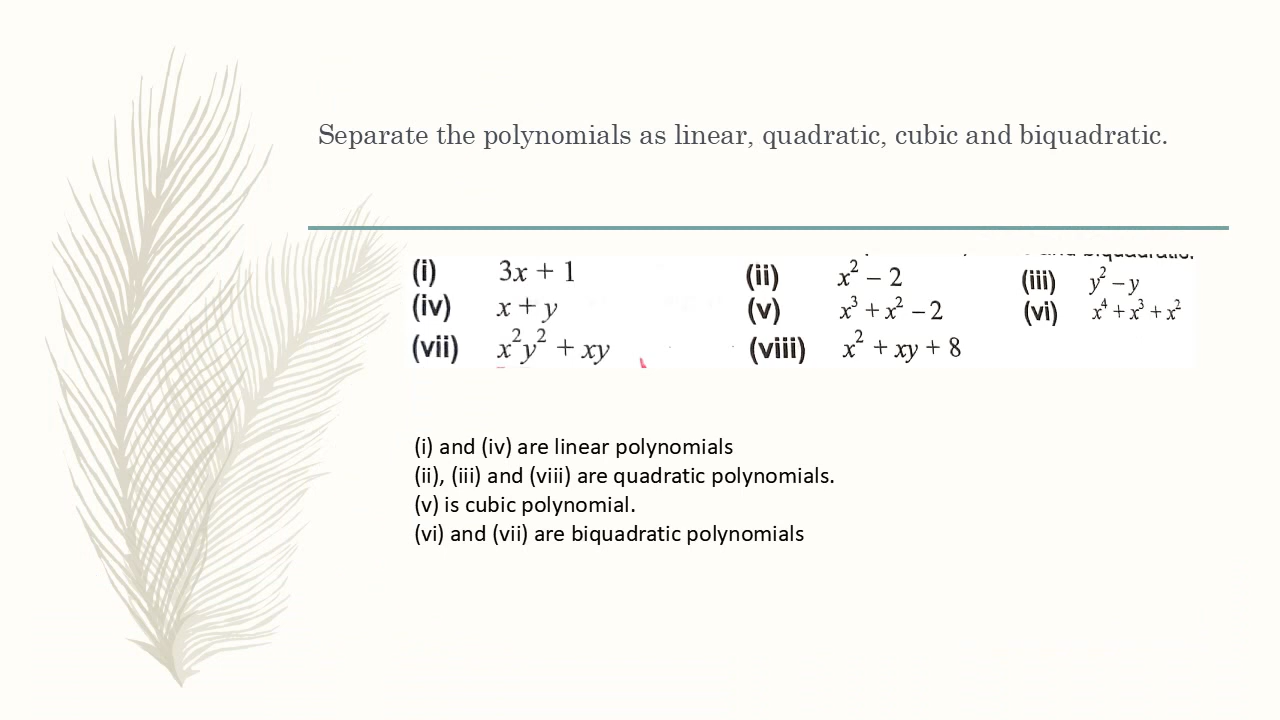 Separate the polynomials as linear, quadratic, cubic and biquadratic.
(i) 3x + 1 (ii) x² – 2 (iii) y² – y
(iv) x + y (v) x³ + x² – 2 (vi) x⁴ + x³ + x²
(vii) x²y² + xy (viii) x² + xy + 8
(i) and (iv) are linear polynomials
(ii), (iii) and (viii) are quadratic polynomials.
(v) is cubic polynomial.
(vi) and (vii) are biquadratic polynomials